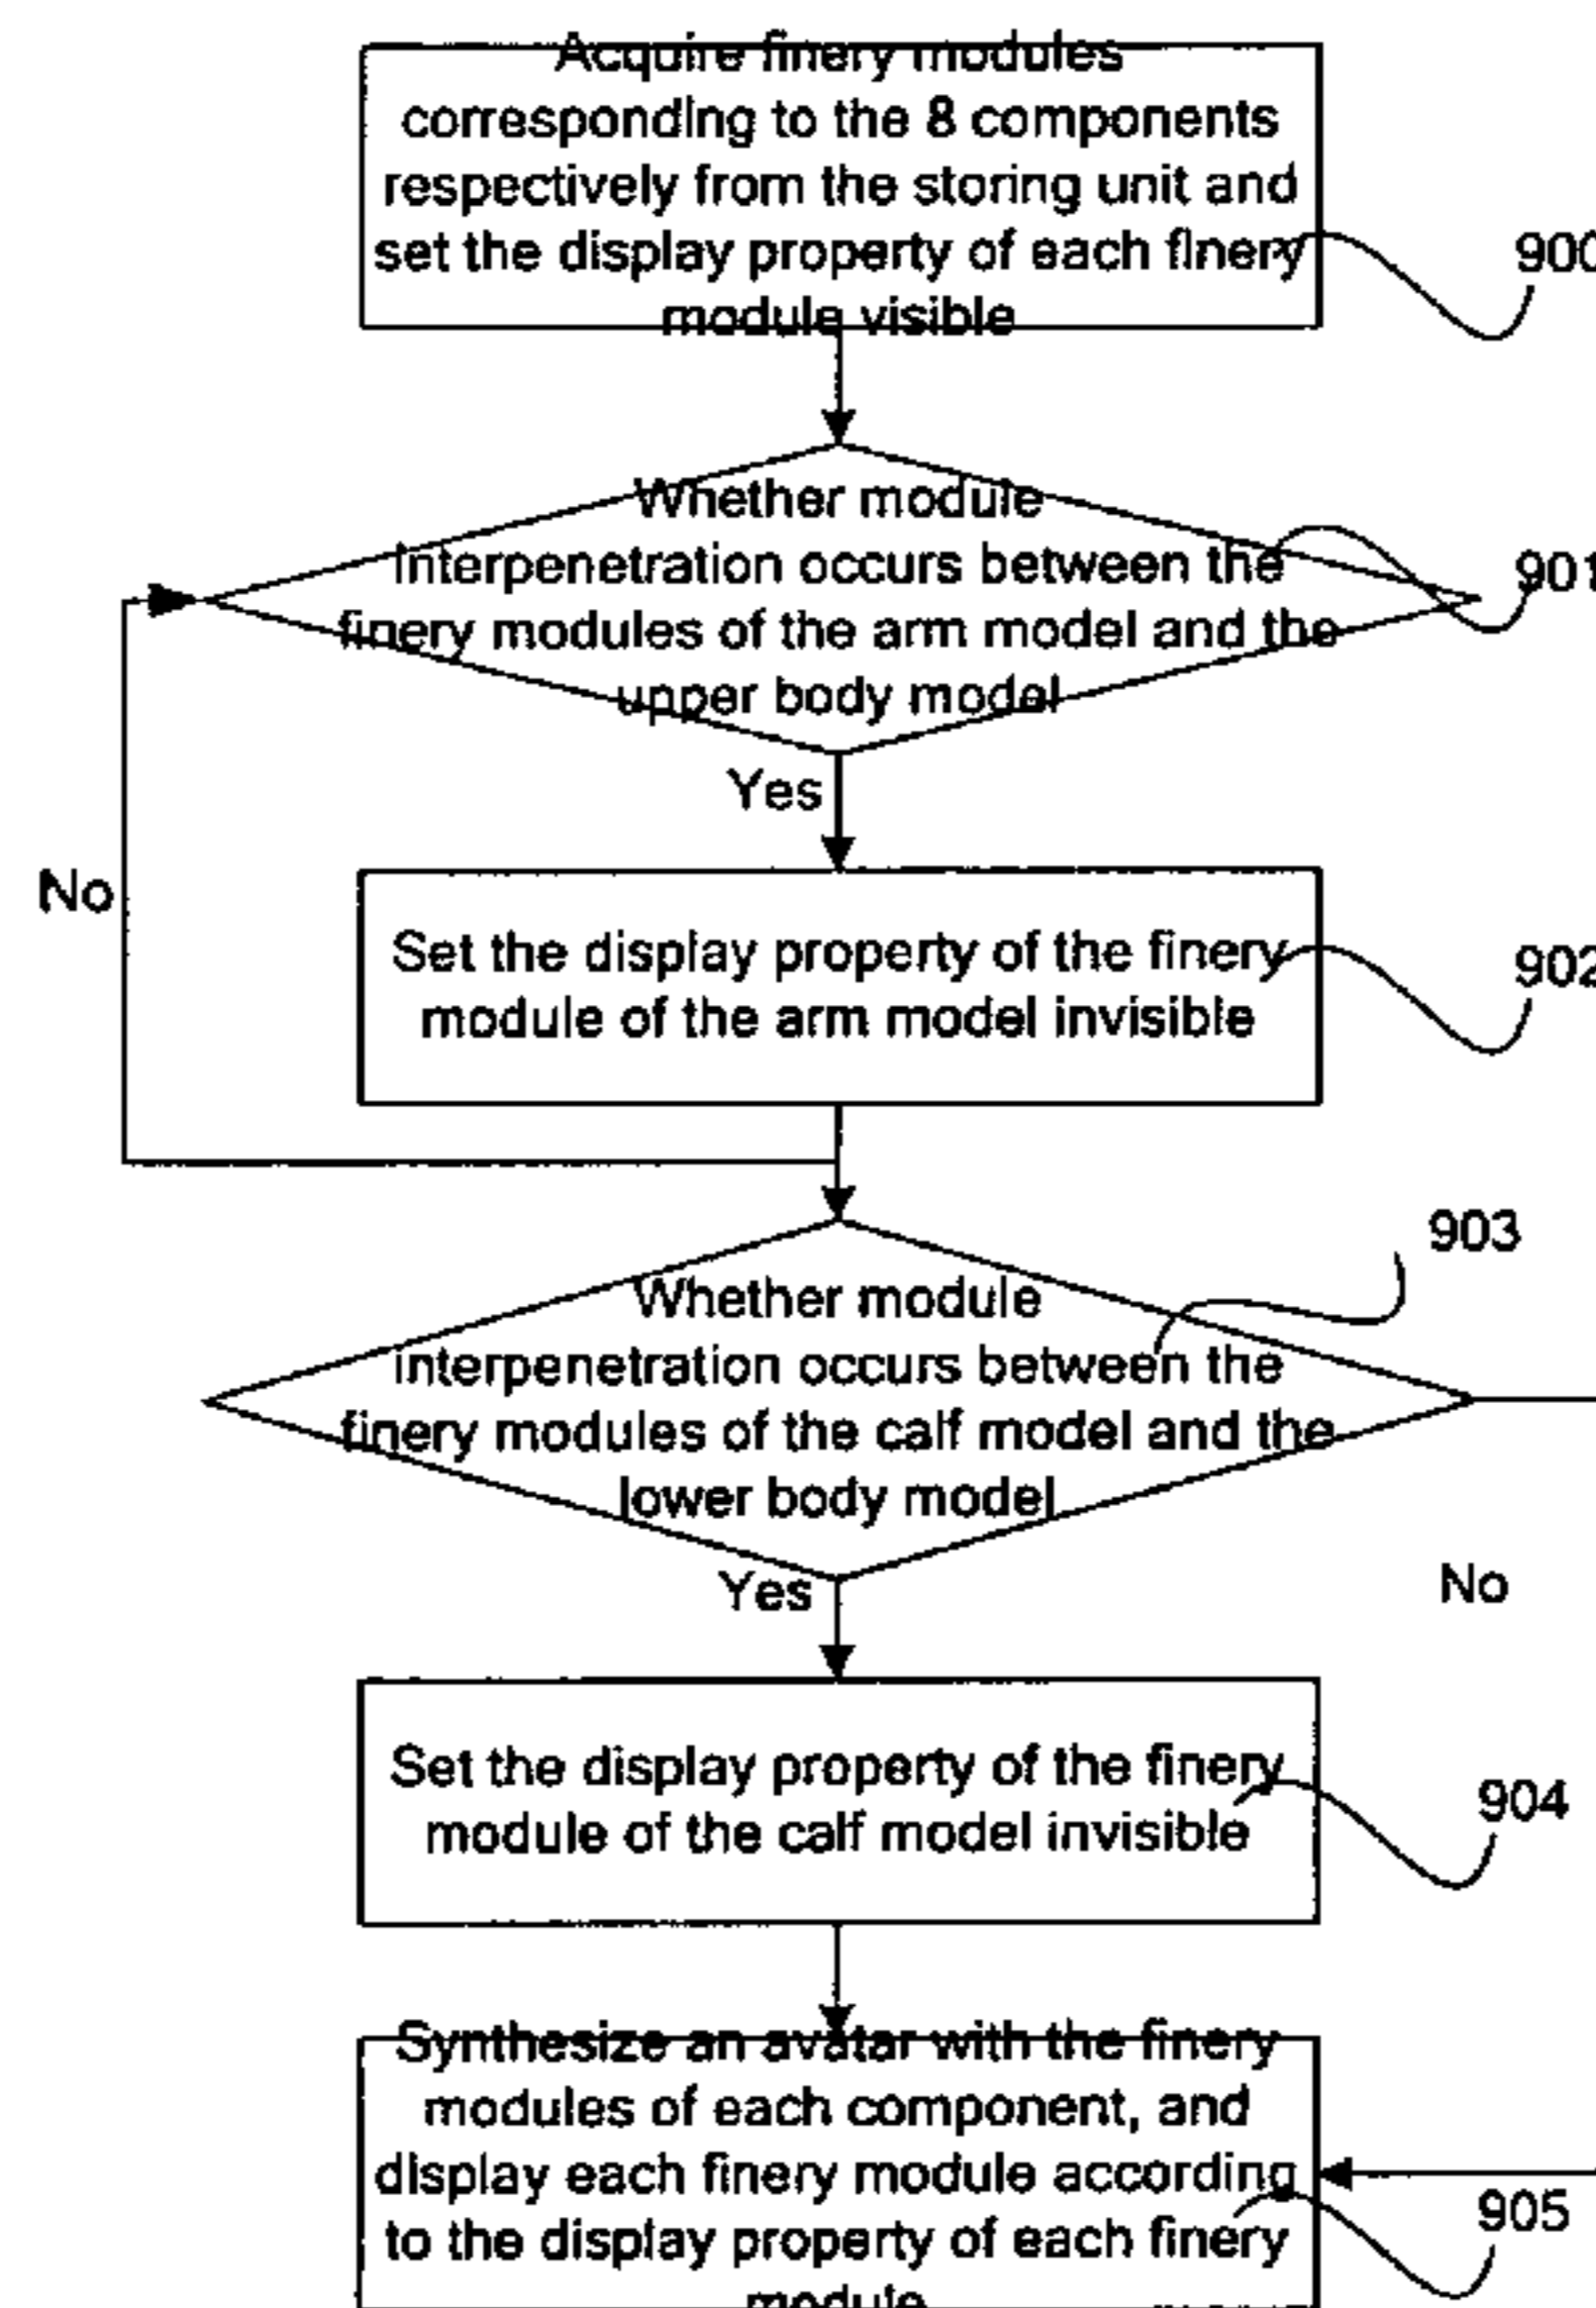 Acquire finery modules
corresponding to the 8 components
respectively from the storing unit and
set the display property of each finery
module visible
900
Whether module
interpenetration occurs between the
finery modules of the arm model and the
upper body model
901
Yes
No
Set the display property of the finery
module of the arm model invisible
902
903
Whether module
interpenetration occurs between the
finery modules of the calf model and the
lower body model
Yes
No
Set the display property of the finery
module of the calf model invisible
904
Synthesize an avatar with the finery
modules of each component, and
display each finery module according
to the display property of each finery
module
905